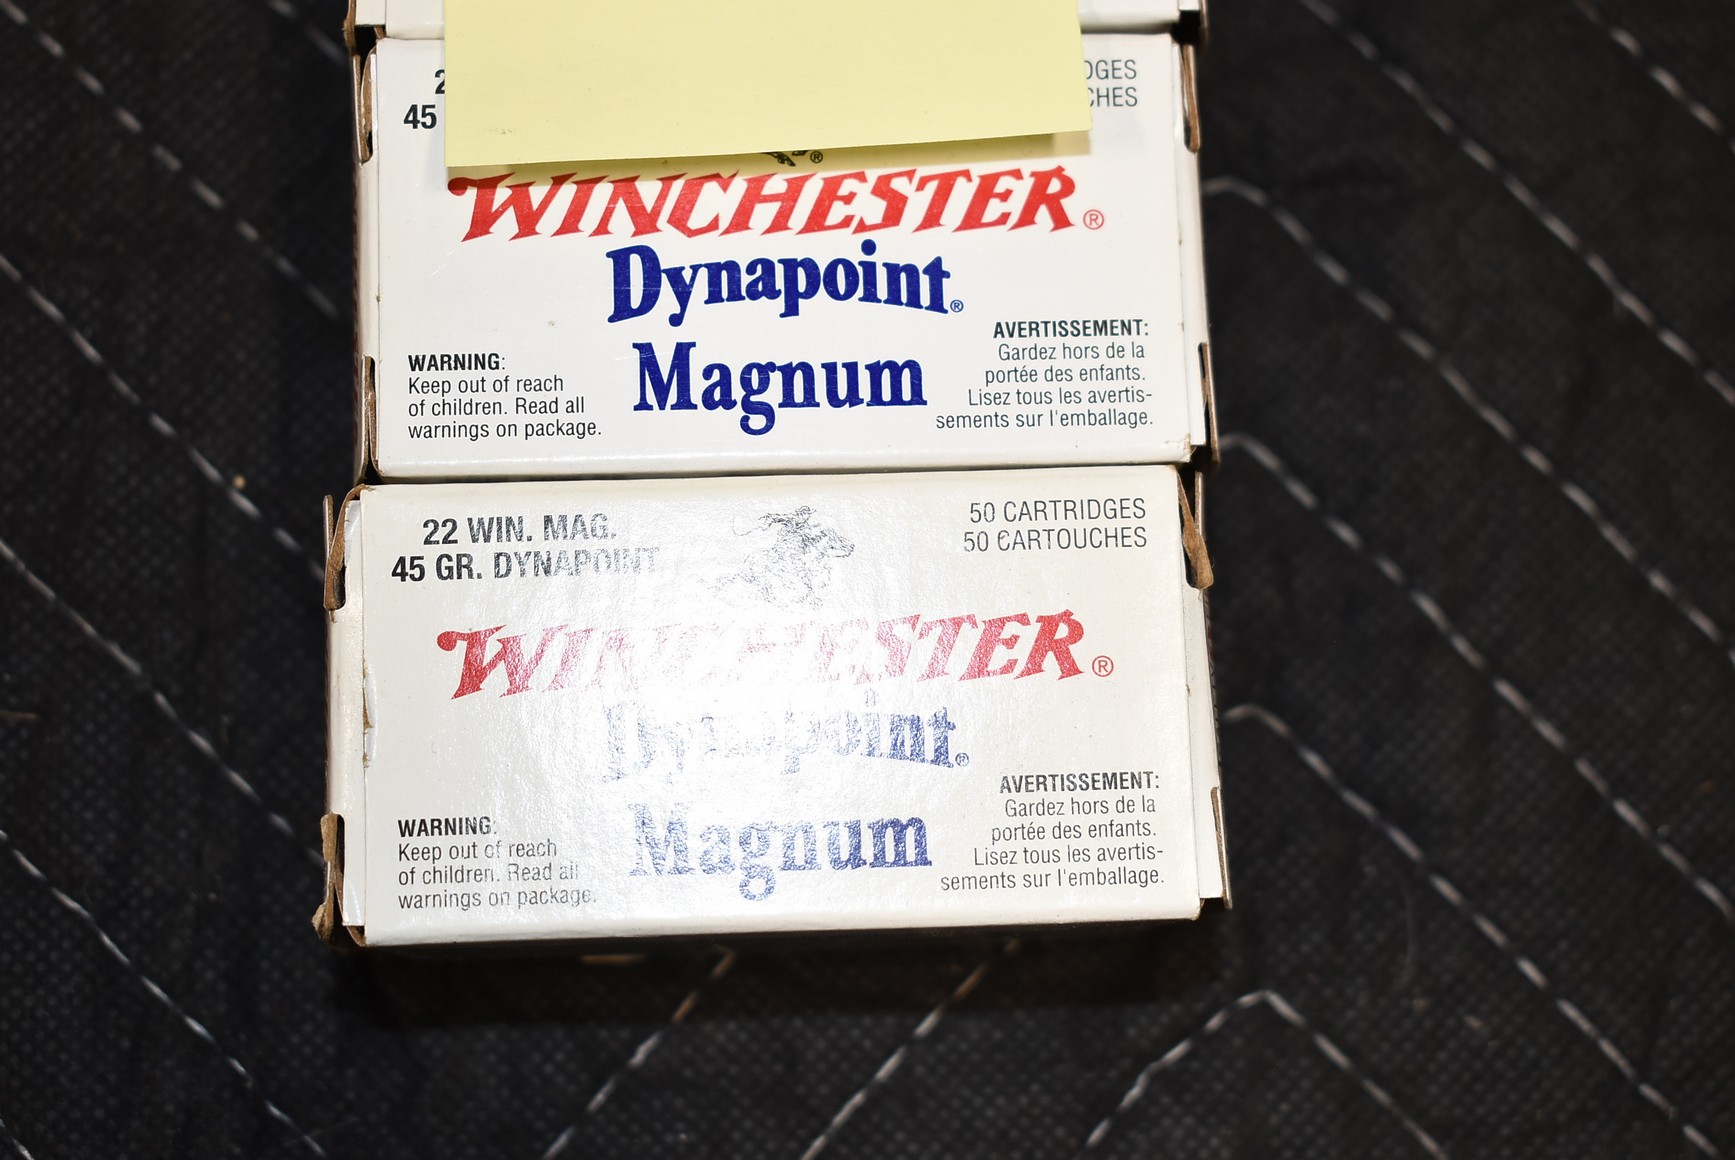 45
DGES
CHES
WINCHESTER®
Dynapoint®
Magnum
WARNING:
Keep out of reach
of children. Read all
warnings on package.
AVERTISSEMENT:
Gardez hors de la
portée des enfants.
Lisez tous les avertis-
sements sur l'emballage.
22 WIN. MAG.
45 GR. DYNAPOINT
50 CARTRIDGES
50 CARTOUCHES
WINCHESTER®
Dynapoint®
Magnum
WARNING:
Keep out of reach
of children. Read all
warnings on package.
AVERTISSEMENT:
Gardez hors de la
portée des enfants.
Lisez tous les avertis-
sements sur l'emballage.